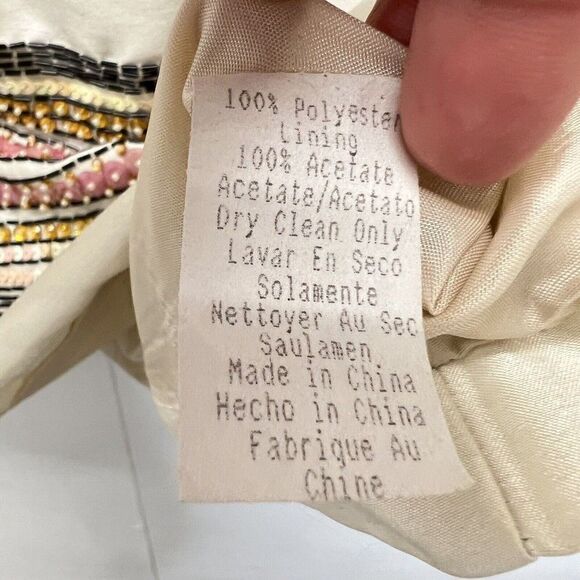 100% Polyester
Lining
100% Acetate
Acetate/Acetato
Dry Clean Only
Lavar En Seco
Solamente
Nettoyer Au Sec
Saulamen
Made in China
Hecho in China
Fabrique Au
Chine